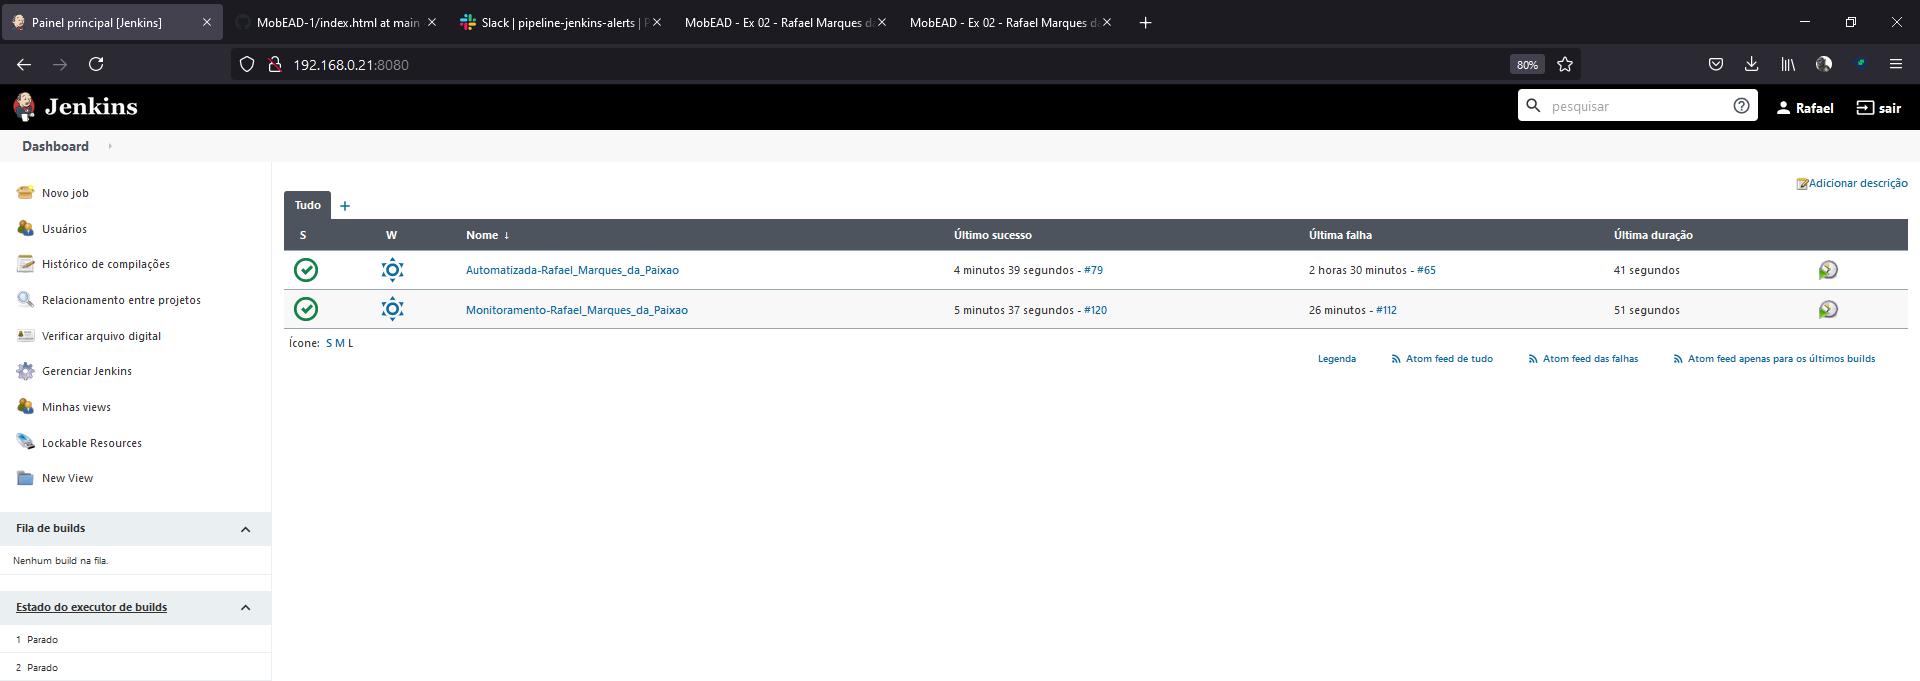 Painel principal [Jenkins]
MobEAD-1/index.html at main
Slack | pipeline-jenkins-alerts | P
MobEAD - Ex 02 - Rafael Marques da
MobEAD - Ex 02 - Rafael Marques da
192.168.0.21:8080
80%
Jenkins
pesquisar
Rafael
sair
Dashboard
Novo job
Usuários
Histórico de compilações
Relacionamento entre projetos
Verificar arquivo digital
Gerenciar Jenkins
Minhas views
Lockable Resources
New View
Fila de builds
Nenhum build na fila.
Estado do executor de builds
1 Parado
2 Parado
Adicionar descrição
Tudo +
S W Nome ↓ Último sucesso Última falha Última duração
Automatizada-Rafael_Marques_da_Paixao 4 minutos 39 segundos - #79 2 horas 30 minutos - #65 41 segundos
Monitoramento-Rafael_Marques_da_Paixao 5 minutos 37 segundos - #120 26 minutos - #112 51 segundos
Ícone: S M L
Legenda Atom feed de tudo Atom feed das falhas Atom feed apenas para os últimos builds